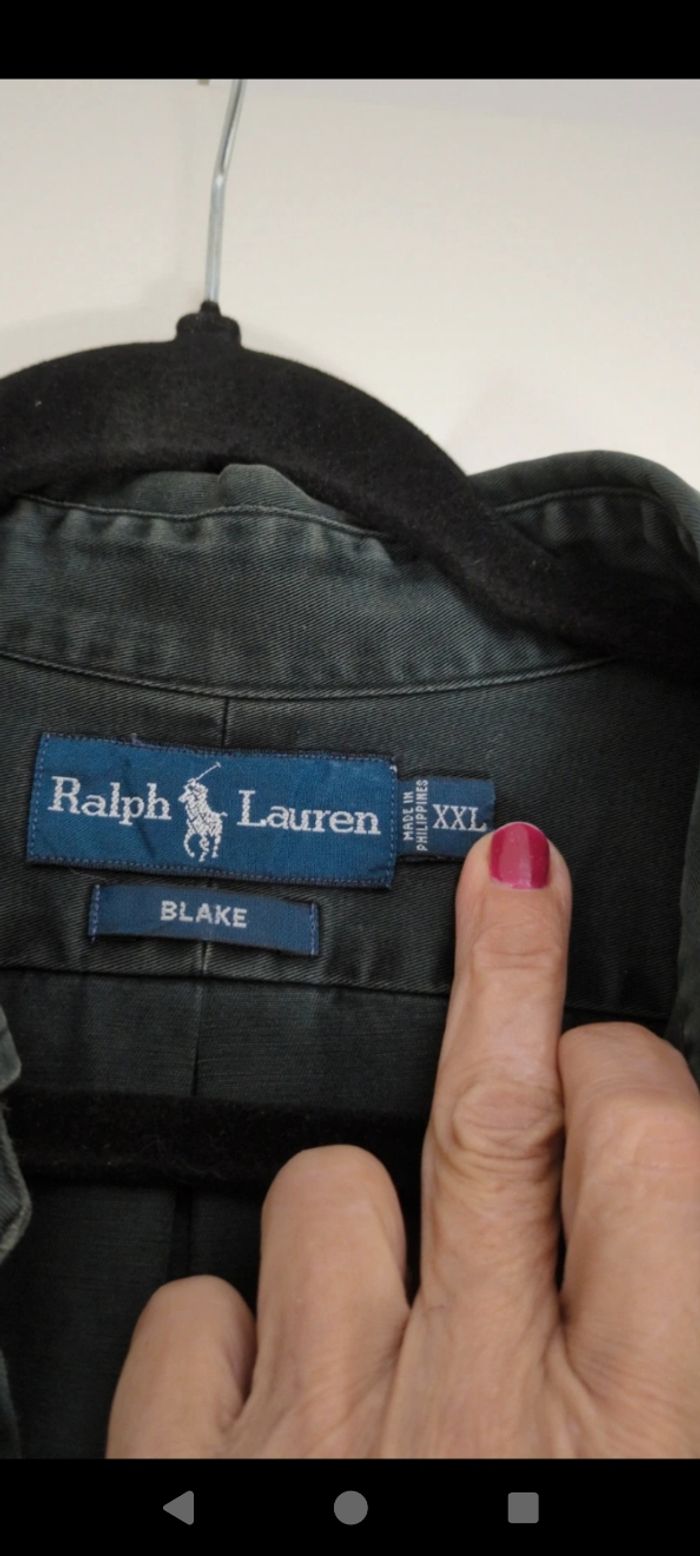 Ralph Lauren
MADE IN
PHILIPPINES
XXL
BLAKE